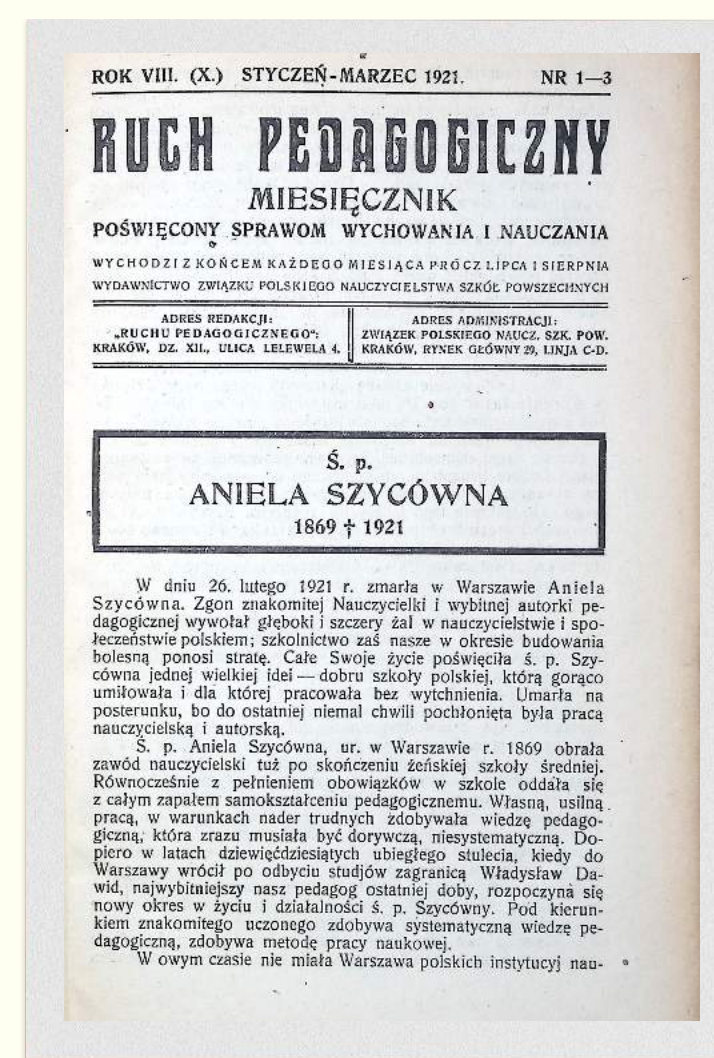 ROK VIII. (X.) STYCZEŃ-MARZEC 1921. NR 1—3
RUCH PEDAGOGICZNY
MIESIĘCZNIK
POŚWIĘCONY SPRAWOM WYCHOWANIA I NAUCZANIA
WYCHODZI Z KOŃCEM KAŻDEGO MIESIĄCA PRÓCZ LIPCA I SIERPNIA
WYDAWNICTWO ZWIĄZKU POLSKIEGO NAUCZYCIELSTWA SZKÓŁ POWSZECHNYCH
ADRES REDAKCJI:
„RUCHU PEDAGOGICZNEGO“:
KRAKÓW, DZ. XII., ULICA LELEWELA 4.
ADRES ADMINISTRACJI:
ZWIĄZEK POLSKIEGO NAUCZ. SZK. POW.
KRAKÓW, RYNEK GŁÓWNY 29, LINJA C-D.
Ś. p.
ANIELA SZYCÓWNA
1869 † 1921
W dniu 26. lutego 1921 r. zmarła w Warszawie Aniela
Szycówna. Zgon znakomitej Nauczycielki i wybitnej autorki pe-
dagogicznej wywołał głęboki i szczery żal w nauczycielstwie i spo-
łeczeństwie polskiem; szkolnictwo zaś nasze w okresie budowania
bolesną ponosi stratę. Całe Swoje życie poświęciła ś. p. Szy-
cówna jednej wielkiej idei — dobru szkoły polskiej, którą gorąco
umiłowała i dla której pracowała bez wytchnienia. Umarła na
posterunku, bo do ostatniej niemal chwili pochłonięta była pracą
nauczycielską i autorską.
Ś. p. Aniela Szycówna, ur. w Warszawie r. 1869 obrała
zawód nauczycielski tuż po skończeniu żeńskiej szkoły średniej.
Równocześnie z pełnieniem obowiązków w szkole oddała się
z całym zapałem samokształceniu pedagogicznemu. Własną, usilną
pracą, w warunkach nader trudnych zdobywała wiedzę pedago-
giczną, która zrazu musiała być dorywczą, niesystematyczną. Do-
piero w latach dziewięćdziesiątych ubiegłego stulecia, kiedy do
Warszawy wrócił po odbyciu studjów zagranicą Władysław Da-
wid, najwybitniejszy nasz pedagog ostatniej doby, rozpoczyna się
nowy okres w życiu i działalności ś. p. Szycówny. Pod kierun-
kiem znakomitego uczonego zdobywa systematyczną wiedzę pe-
dagogiczną, zdobywa metodę pracy naukowej.
W owym czasie nie miała Warszawa polskich instytucyj nau-